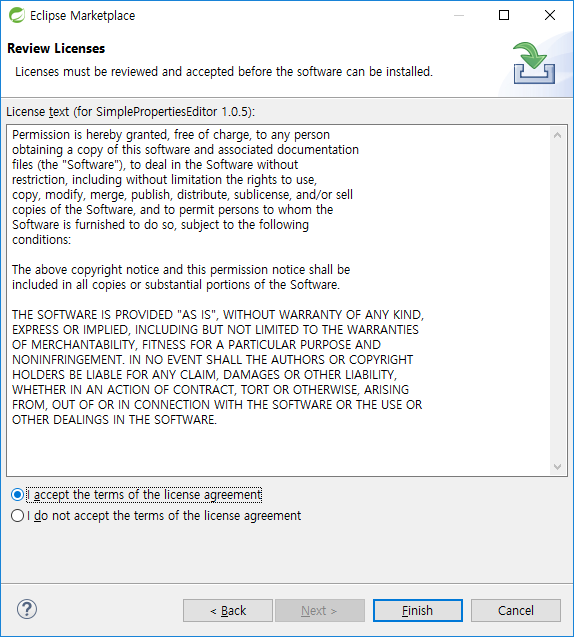 Eclipse Marketplace
Review Licenses
Licenses must be reviewed and accepted before the software can be installed.
License text (for SimplePropertiesEditor 1.0.5):
Permission is hereby granted, free of charge, to any person
obtaining a copy of this software and associated documentation
files (the "Software"), to deal in the Software without
restriction, including without limitation the rights to use,
copy, modify, merge, publish, distribute, sublicense, and/or sell
copies of the Software, and to permit persons to whom the
Software is furnished to do so, subject to the following
conditions:
The above copyright notice and this permission notice shall be
included in all copies or substantial portions of the Software.
THE SOFTWARE IS PROVIDED "AS IS", WITHOUT WARRANTY OF ANY KIND,
EXPRESS OR IMPLIED, INCLUDING BUT NOT LIMITED TO THE WARRANTIES
OF MERCHANTABILITY, FITNESS FOR A PARTICULAR PURPOSE AND
NONINFRINGEMENT. IN NO EVENT SHALL THE AUTHORS OR COPYRIGHT
HOLDERS BE LIABLE FOR ANY CLAIM, DAMAGES OR OTHER LIABILITY,
WHETHER IN AN ACTION OF CONTRACT, TORT OR OTHERWISE, ARISING
FROM, OUT OF OR IN CONNECTION WITH THE SOFTWARE OR THE USE OR
OTHER DEALINGS IN THE SOFTWARE.
I accept the terms of the license agreement
I do not accept the terms of the license agreement
? < Back Next > Finish Cancel